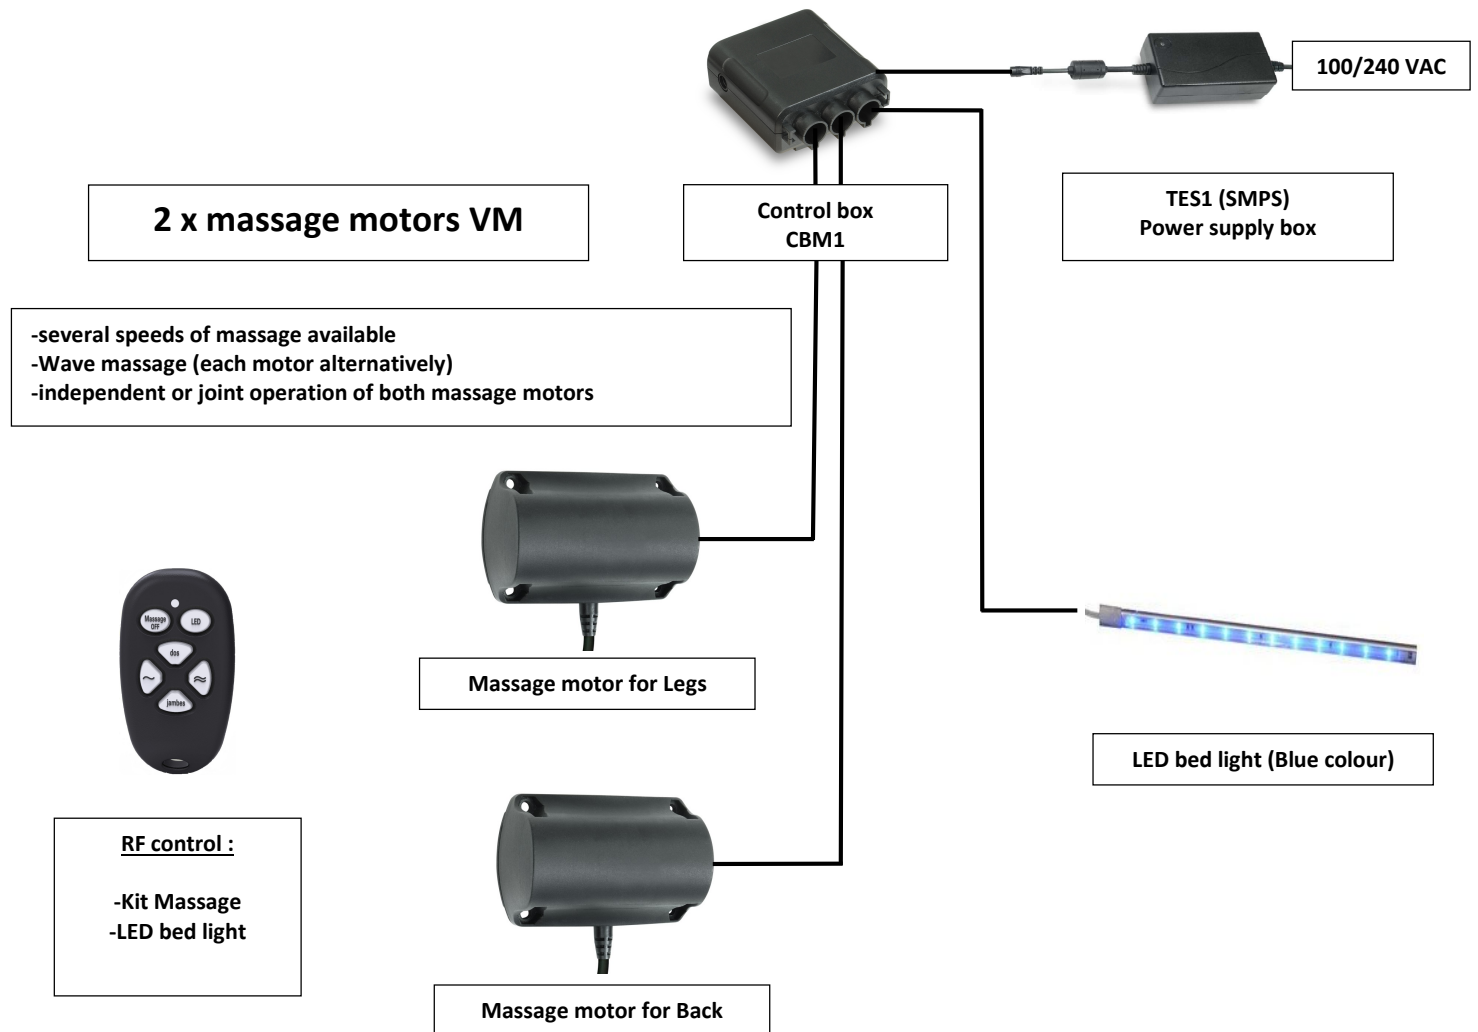 100/240 VAC
TES1 (SMPS)
Power supply box
Control box
CBM1
2 x massage motors VM
-several speeds of massage available
-Wave massage (each motor alternatively)
-independent or joint operation of both massage motors
Massage
OFF
LED
dos
~
≈
jambes
Massage motor for Legs
LED bed light (Blue colour)
RF control :
-Kit Massage
-LED bed light
Massage motor for Back